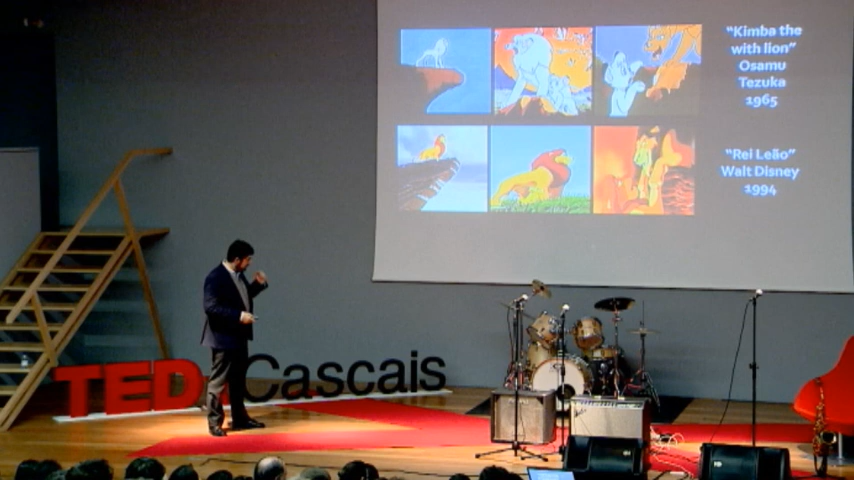 “Kimba the
with lion”
Osamu
Tezuka
1965
“Rei Leão”
Walt Disney
1994
TEDx Cascais